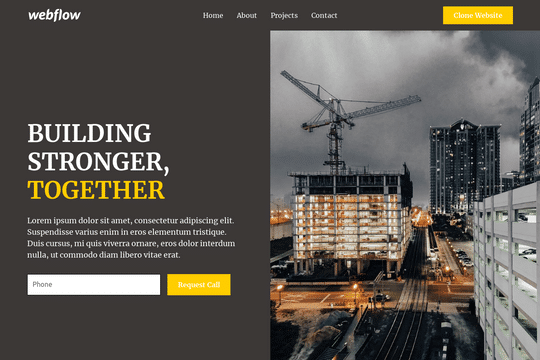 webflow
Home
About
Projects
Contact
Clone Website
BUILDING
STRONGER,
TOGETHER
Lorem ipsum dolor sit amet, consectetur adipiscing elit.
Suspendisse varius enim in eros elementum tristique.
Duis cursus, mi quis viverra ornare, eros dolor interdum
nulla, ut commodo diam libero vitae erat.
Phone
Request Call